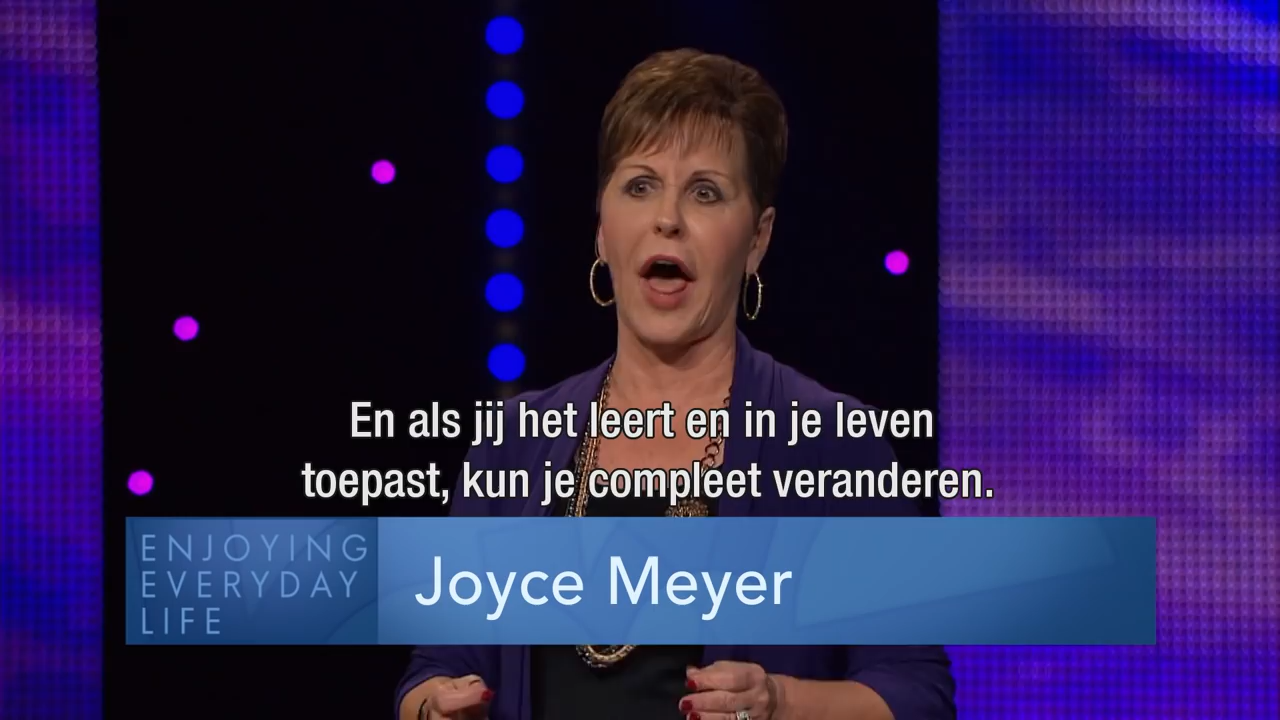 En als jij het leert en in je leven
toepast, kun je compleet veranderen.
ENJOYING
EVERYDAY
LIFE
Joyce Meyer